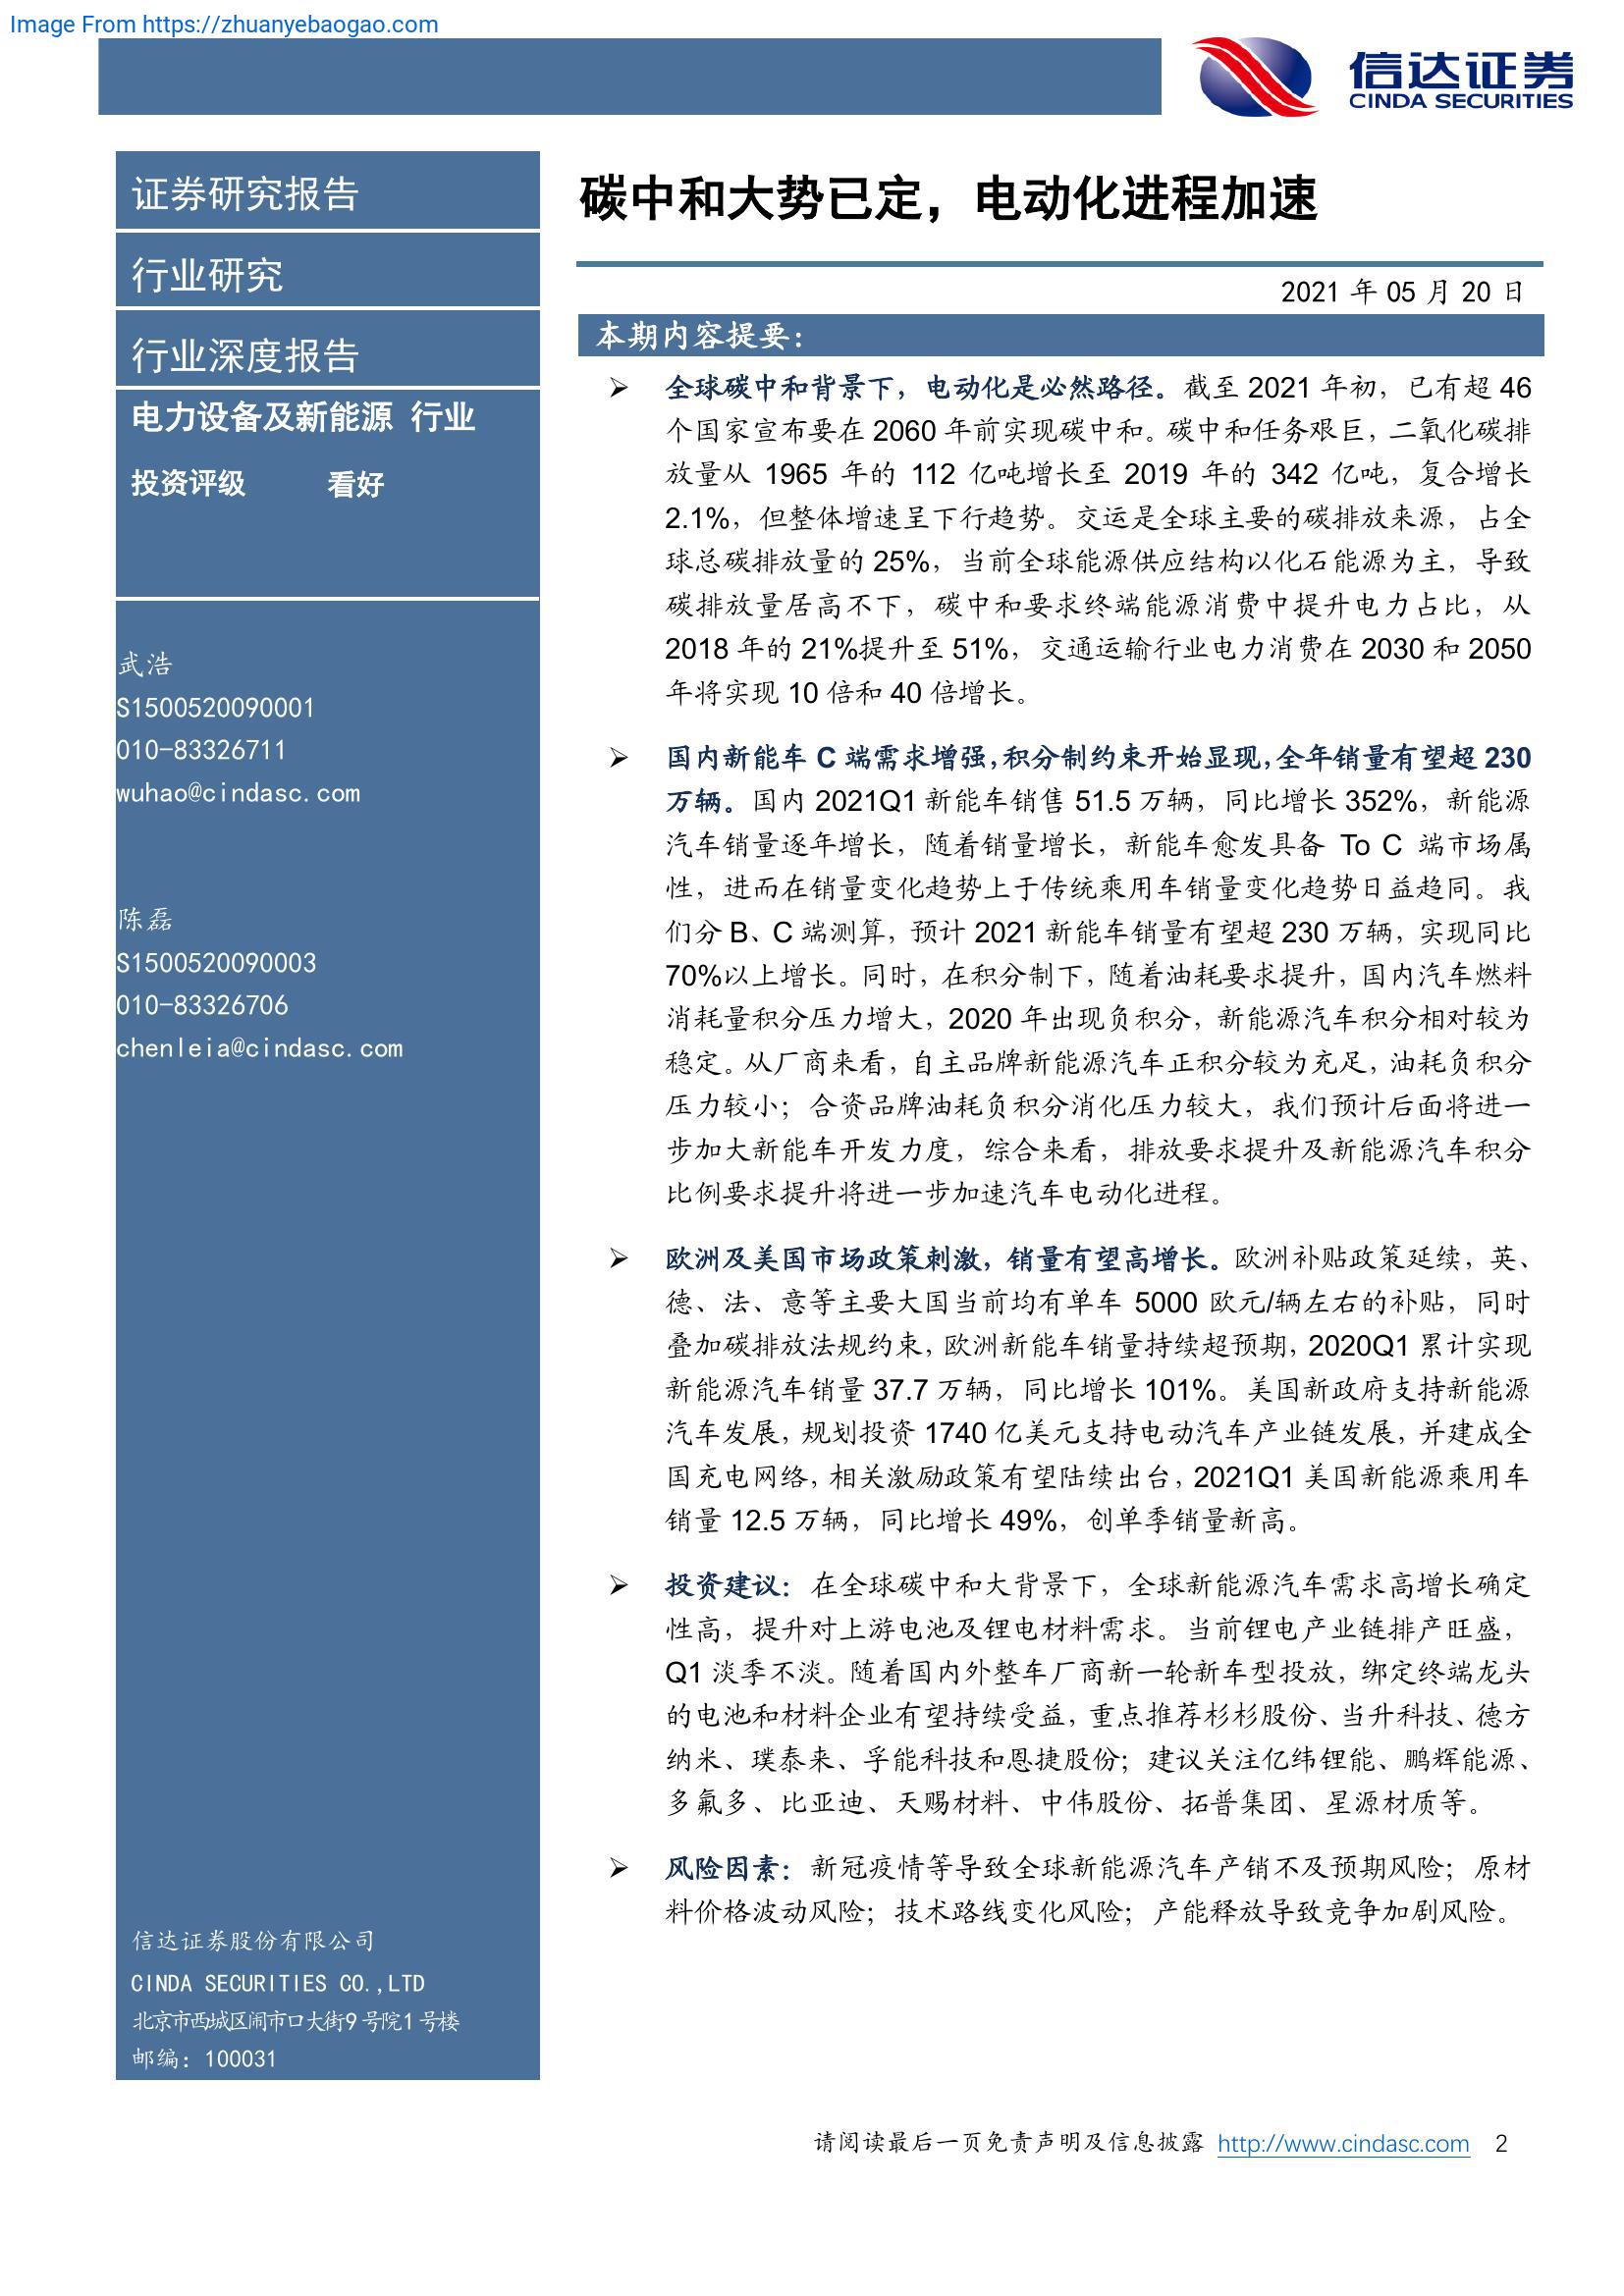 Image From https://zhuanyebaogao.com
信达证券
CINDA SECURITIES
证券研究报告
行业研究
行业深度报告
电力设备及新能源 行业
投资评级 看好
武浩
S1500520090001
010-83326711
wuhao@cindasc.com
陈磊
S1500520090003
010-83326706
chenleia@cindasc.com
信达证券股份有限公司
CINDA SECURITIES CO.,LTD
北京市西城区闹市口大街9号院1号楼
邮编：100031
碳中和大势已定，电动化进程加速
2021 年 05 月 20 日
本期内容提要：
➢ 全球碳中和背景下，电动化是必然路径。截至 2021 年初，已有超 46
个国家宣布要在 2060 年前实现碳中和。碳中和任务艰巨，二氧化碳排
放量从 1965 年的 112 亿吨增长至 2019 年的 342 亿吨，复合增长
2.1%，但整体增速呈下行趋势。交运是全球主要的碳排放来源，占全
球总碳排放量的 25%，当前全球能源供应结构以化石能源为主，导致
碳排放量居高不下，碳中和要求终端能源消费中提升电力占比，从
2018 年的 21%提升至 51%，交通运输行业电力消费在 2030 和 2050
年将实现 10 倍和 40 倍增长。
➢ 国内新能车 C 端需求增强，积分制约束开始显现，全年销量有望超 230
万辆。国内 2021Q1 新能车销售 51.5 万辆，同比增长 352%，新能源
汽车销量逐年增长，随着销量增长，新能车愈发具备 To C 端市场属
性，进而在销量变化趋势上于传统乘用车销量变化趋势日益趋同。我
们分 B、C 端测算，预计 2021 新能车销量有望超 230 万辆，实现同比
70%以上增长。同时，在积分制下，随着油耗要求提升，国内汽车燃料
消耗量积分压力增大，2020 年出现负积分，新能源汽车积分相对较为
稳定。从厂商来看，自主品牌新能源汽车正积分较为充足，油耗负积分
压力较小；合资品牌油耗负积分消化压力较大，我们预计后面将进一
步加大新能车开发力度，综合来看，排放要求提升及新能源汽车积分
比例要求提升将进一步加速汽车电动化进程。
➢ 欧洲及美国市场政策刺激，销量有望高增长。欧洲补贴政策延续，英、
德、法、意等主要大国当前均有单车 5000 欧元/辆左右的补贴，同时
叠加碳排放法规约束，欧洲新能车销量持续超预期，2020Q1 累计实现
新能源汽车销量 37.7 万辆，同比增长 101%。美国新政府支持新能源
汽车发展，规划投资 1740 亿美元支持电动汽车产业链发展，并建成全
国充电网络，相关激励政策有望陆续出台，2021Q1 美国新能源乘用车
销量 12.5 万辆，同比增长 49%，创单季销量新高。
➢ 投资建议：在全球碳中和大背景下，全球新能源汽车需求高增长确定
性高，提升对上游电池及锂电材料需求。当前锂电产业链排产旺盛，
Q1 淡季不淡。随着国内外整车厂商新一轮新车型投放，绑定终端龙头
的电池和材料企业有望持续受益，重点推荐杉杉股份、当升科技、德方
纳米、璞泰来、孚能科技和恩捷股份；建议关注亿纬锂能、鹏辉能源、
多氟多、比亚迪、天赐材料、中伟股份、拓普集团、星源材质等。
➢ 风险因素：新冠疫情等导致全球新能源汽车产销不及预期风险；原材
料价格波动风险；技术路线变化风险；产能释放导致竞争加剧风险。
请阅读最后一页免责声明及信息披露 http://www.cindasc.com 2